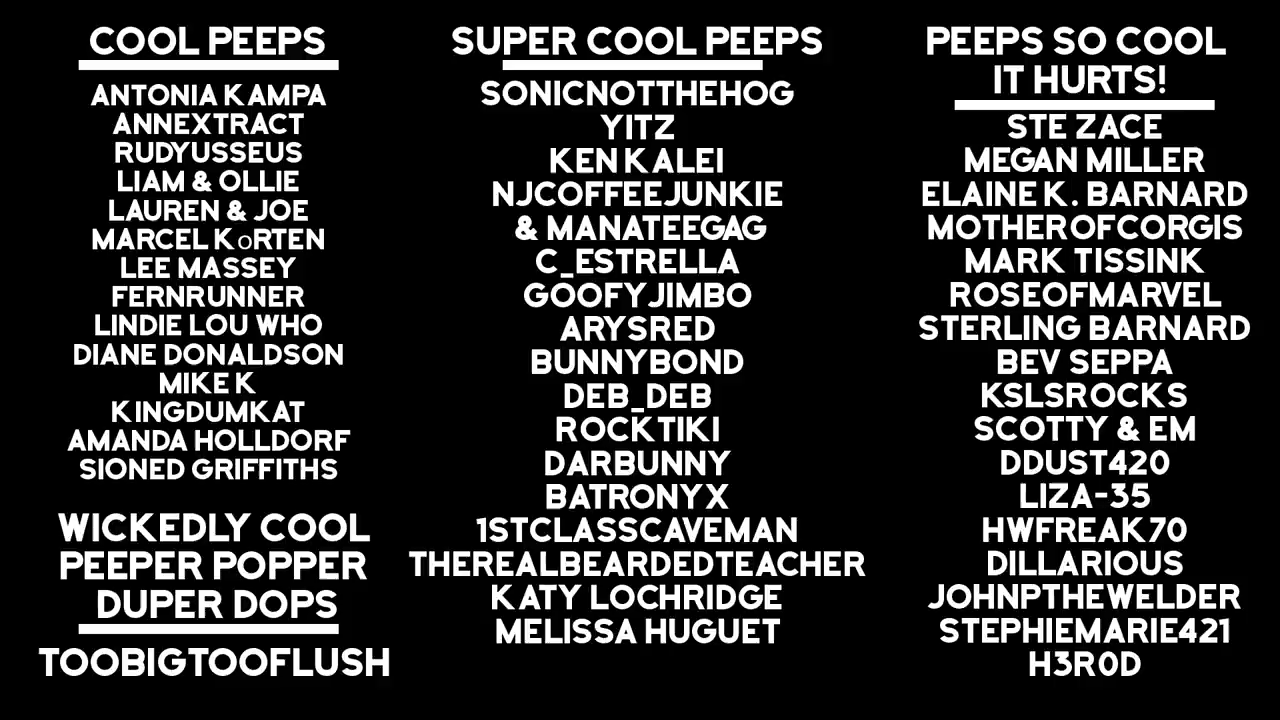 COOL PEEPS
ANTONIA KAMPA
ANNEXTRACT
RUDYUSSEUS
LIAM & OLLIE
LAUREN & JOE
MARCEL KoRTEN
LEE MASSEY
FERNRUNNER
LINDIE LOU WHO
DIANE DONALDSON
MIKE K
KINGDUMKAT
AMANDA HOLLDORF
SIONED GRIFFITHS
WICKEDLY COOL
PEEPER POPPER
DUPER DOPS
TOOBIGTOOFLUSH
SUPER COOL PEEPS
SONICNOTTHEHOG
YITZ
KEN KALEI
NJCOFFEEJUNKIE
& MANATEEGAG
C_ESTRELLA
GOOFYJIMBO
ARYSRED
BUNNYBOND
DEB_DEB
ROCKTIKI
DARBUNNY
BATRONYX
1STCLASSCAVEMAN
THEREALBEARDEDTEACHER
KATY LOCHRIDGE
MELISSA HUGUET
PEEPS SO COOL
IT HURTS!
STE ZACE
MEGAN MILLER
ELAINE K. BARNARD
MOTHEROFCORGIS
MARK TISSINK
ROSEOFMARVEL
STERLING BARNARD
BEV SEPPA
KSLSROCKS
SCOTTY & EM
DDUST420
LIZA-35
HWFREAK70
DILLARIOUS
JOHNPTHEWELDER
STEPHIEMARIE421
H3R0D